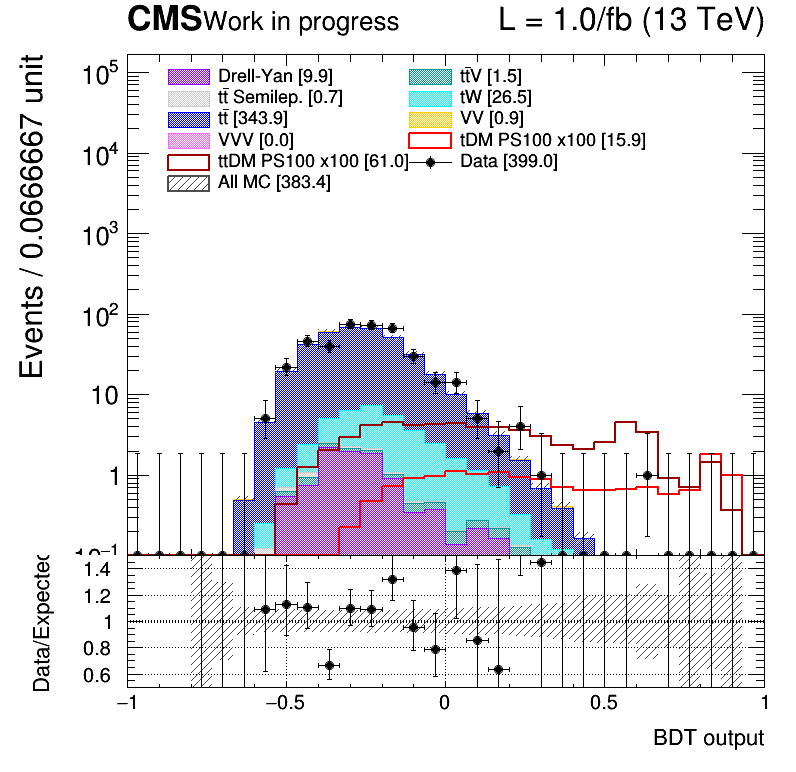 CMS Work in progress L = 1.0/fb (13 TeV)
Events / 0.0666667 unit
10⁵
10⁴
10³
10²
10
1
10⁻¹
Drell-Yan [9.9]
tt̄ Semilep. [0.7]
tt̄ [343.9]
VVV [0.0]
ttDM PS100 x100 [61.0]
All MC [383.4]
tt̄V [1.5]
tW [26.5]
VV [0.9]
tDM PS100 x100 [15.9]
Data [399.0]
Data/Expected
1.4
1.2
1
0.8
0.6
−1 −0.5 0 0.5 1
BDT output